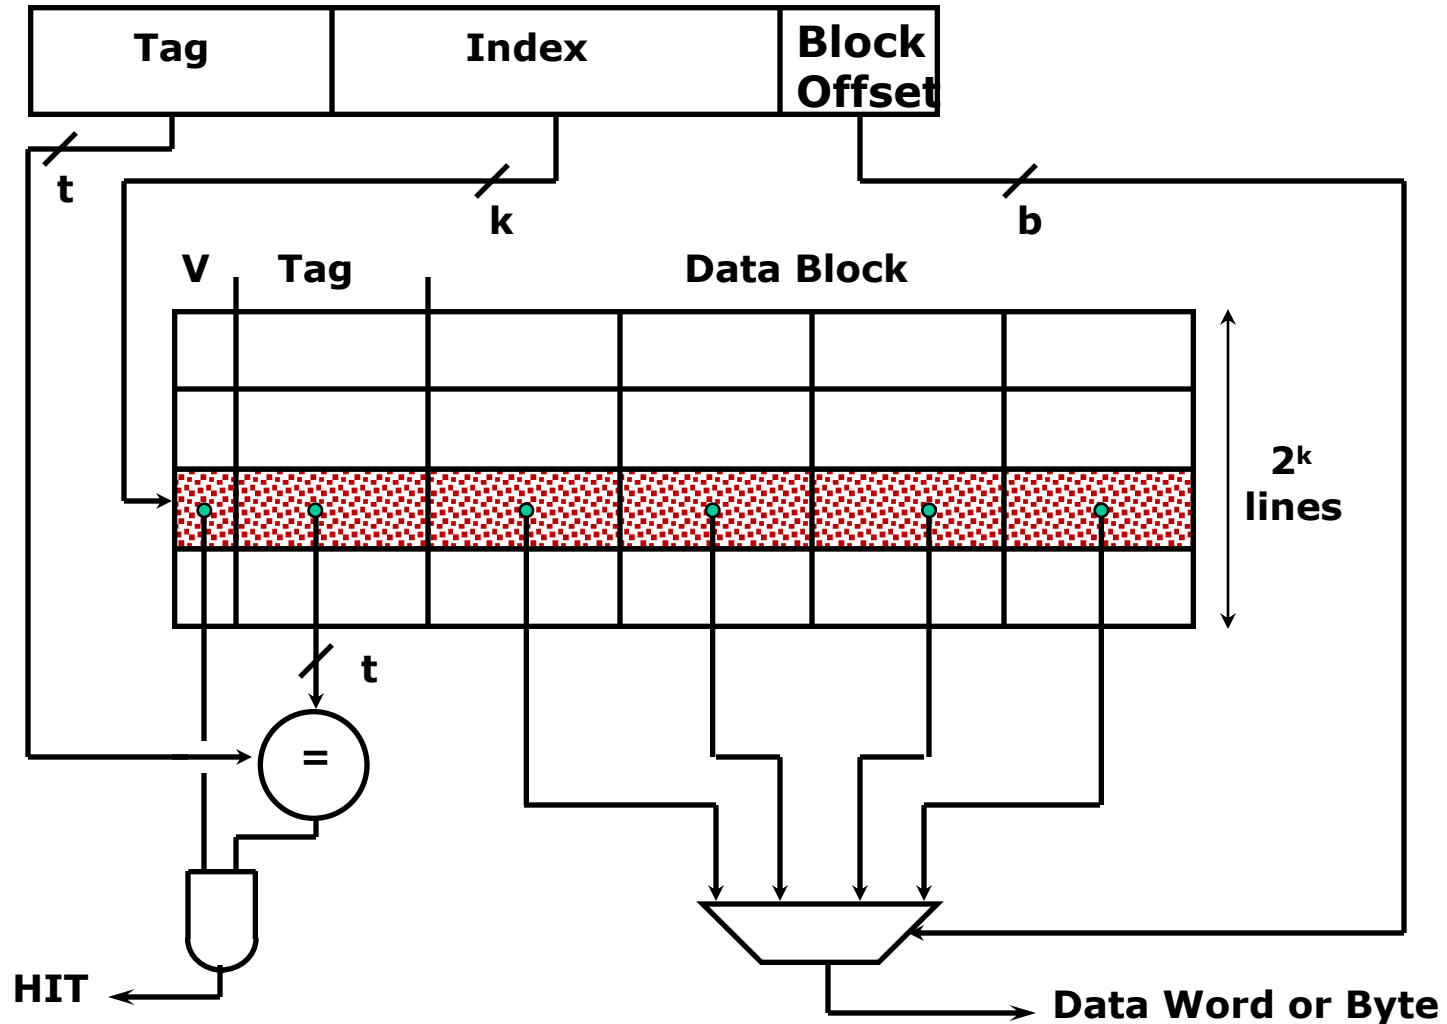 Tag
Index
Block
Offset
t
k
b
V
Tag
Data Block
2ᵏ
lines
t
=
HIT
Data Word or Byte